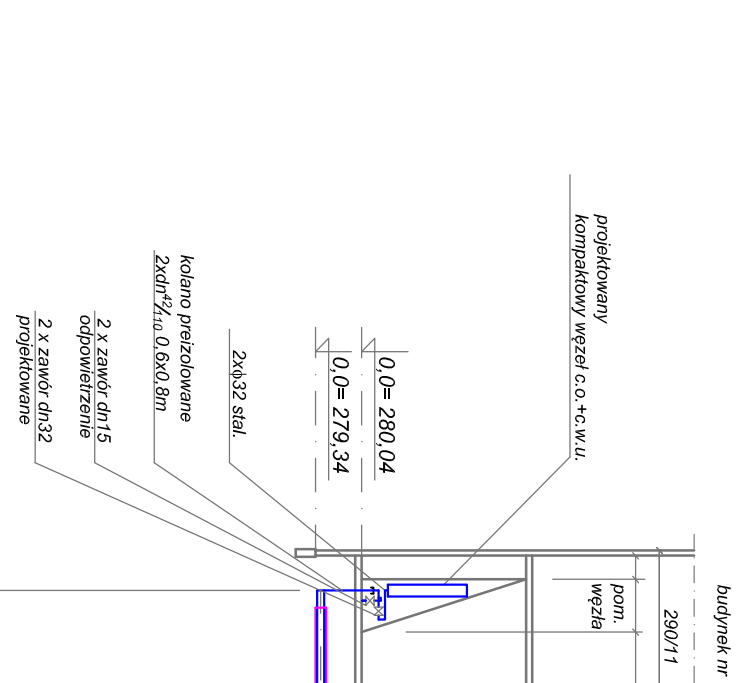 budynek nr
290/11
pom.
węzła
projektowany
kompaktowy węzeł c.o.+c.w.u.
0,0= 280,04
0,0= 279,34
2xϕ32 stal.
kolano preizolowane
2xdn42/110 0,6x0,8m
2 x zawór dn15
odpowietrzenie
2 x zawór dn32
projektowane